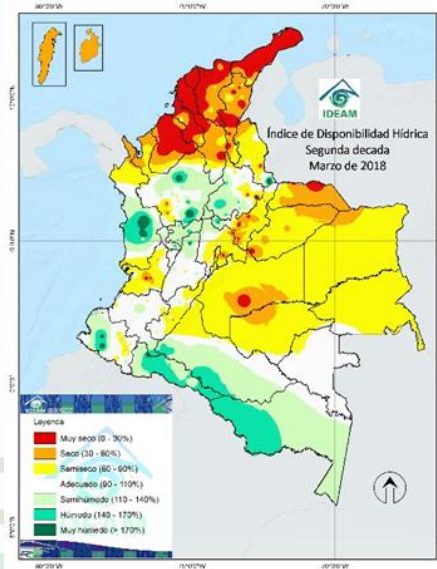 IDEAM
Índice de Disponibilidad Hídrica
Segunda decada
Marzo de 2018
Leyenda
Muy seco (0 - 30%)
Seco (30 - 60%)
Semiseco (60 - 90%)
Adecuado (90 - 110%)
Semihúmedo (110 - 140%)
Húmedo (140 - 170%)
Muy húmedo (> 170%)